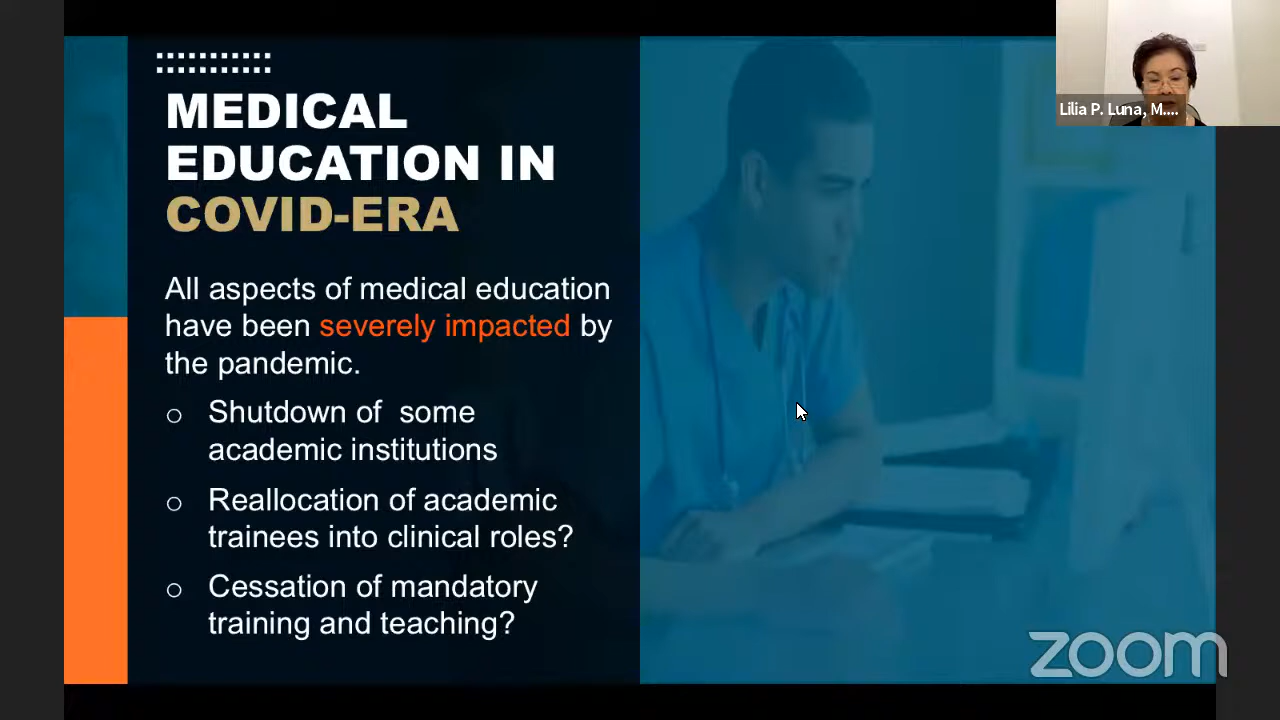 MEDICAL
EDUCATION IN
COVID-ERA
All aspects of medical education
have been severely impacted by
the pandemic.
o Shutdown of some
academic institutions
o Reallocation of academic
trainees into clinical roles?
o Cessation of mandatory
training and teaching?
Lilia P. Luna, M....
zoom